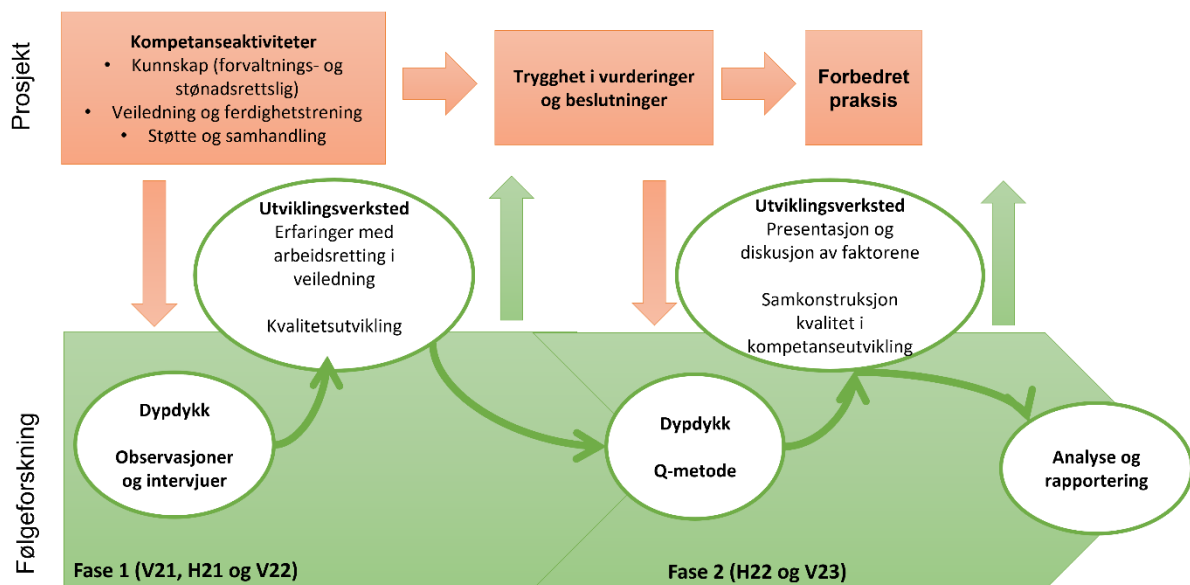 Prosjekt
Kompetanseaktiviteter
• Kunnskap (forvaltnings- og
stønadsrettslig)
• Veiledning og ferdighetstrening
• Støtte og samhandling
Trygghet i vurderinger
og beslutninger
Forbedret
praksis
Utviklingsverksted
Erfaringer med
arbeidsretting i
veiledning
Kvalitetsutvikling
Utviklingsverksted
Presentasjon og
diskusjon av faktorene
Samkonstruksjon
kvalitet i
kompetanseutvikling
Følgeforskning
Dypdykk
Observasjoner
og intervjuer
Dypdykk
Q-metode
Analyse og
rapportering
Fase 1 (V21, H21 og V22)
Fase 2 (H22 og V23)